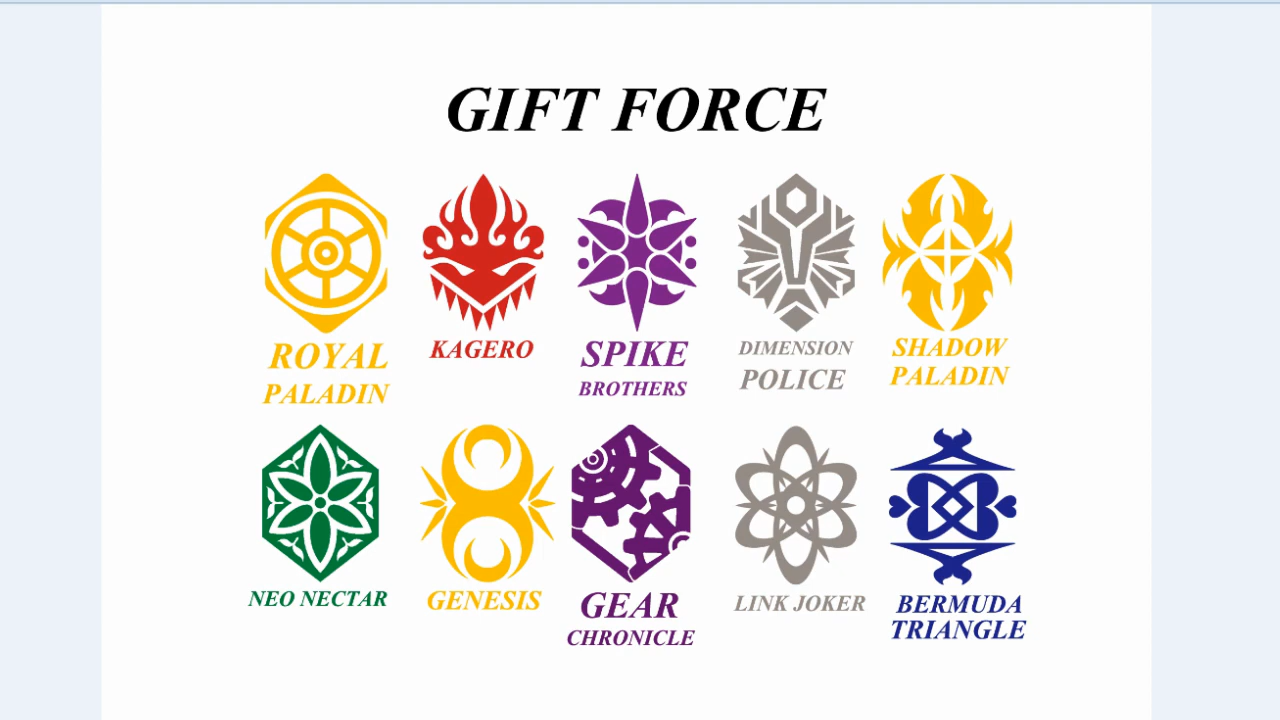 GIFT FORCE
ROYAL
PALADIN
KAGERO
SPIKE
BROTHERS
DIMENSION
POLICE
SHADOW
PALADIN
NEO NECTAR
GENESIS
GEAR
CHRONICLE
LINK JOKER
BERMUDA
TRIANGLE